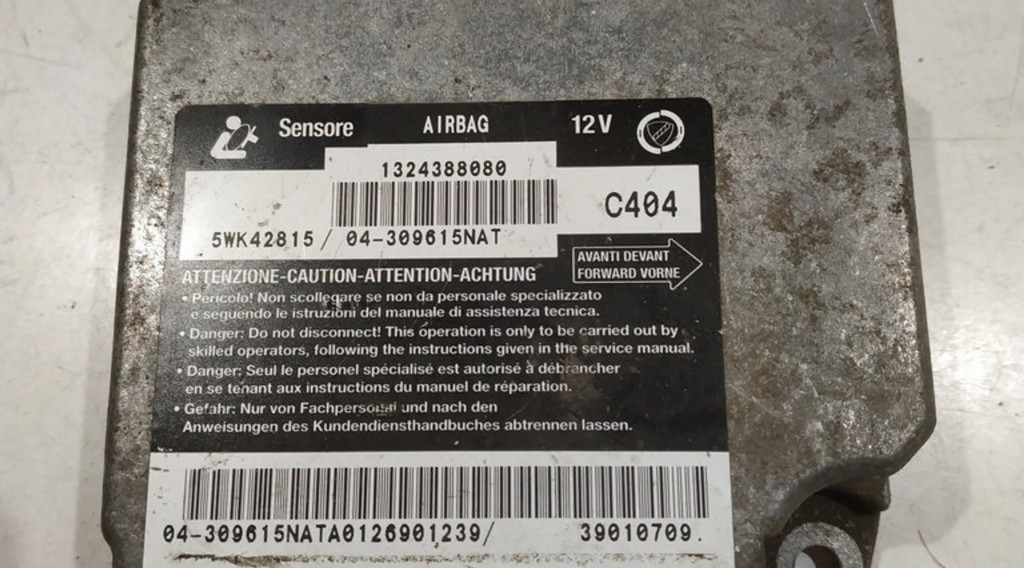 Sensore AIRBAG 12V
1324388080
C404
5WK42815 / 04-309615NAT
AVANTI DEVANT
FORWARD VORNE
ATTENZIONE-CAUTION-ATTENTION-ACHTUNG
• Pericolo! Non scollegare se non da personale specializzato
e seguendo le istruzioni del manuale di assistenza tecnica.
• Danger: Do not disconnect! This operation is only to be carried out by
skilled operators, following the instructions given in the service manual.
• Danger: Seul le personel spécialisé est autorisé à débrancher
en se tenant aux instructions du manuel de réparation.
• Gefahr: Nur von Fachpersonal und nach den
Anweisungen des Kundendiensthandbuches abtrennen lassen.
04-309615NATA0126901239/ 39010709.